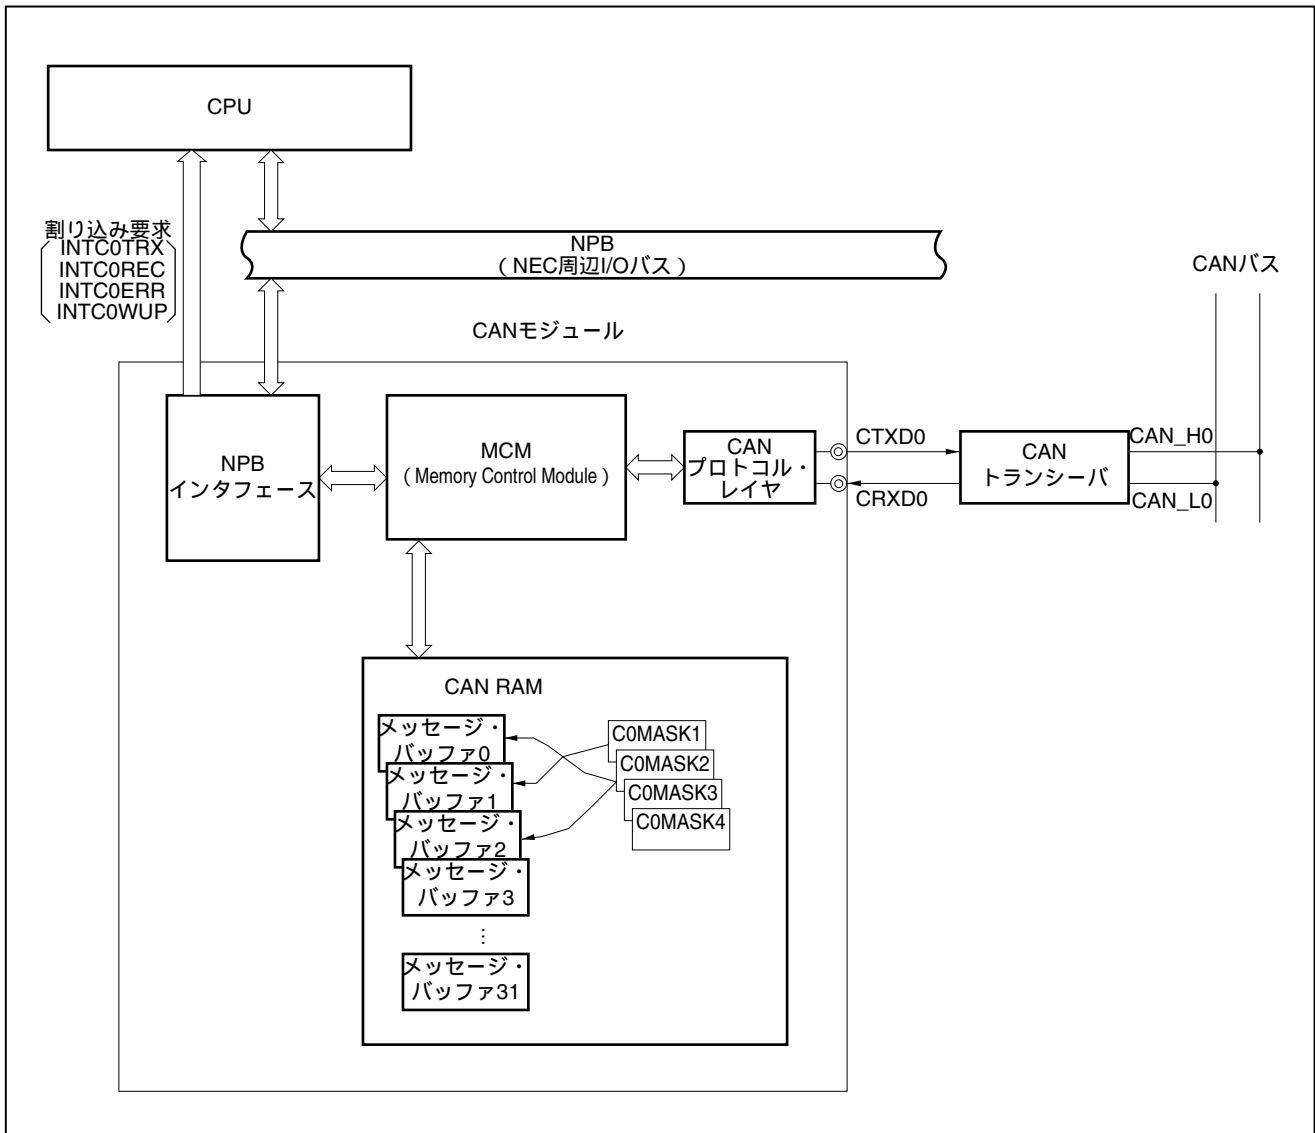 CPU
割り込み要求
INTC0TRX
INTC0REC
INTC0ERR
INTC0WUP
NPB
（NEC周辺I/Oバス）
CANバス
CANモジュール
NPB
インタフェース
MCM
（Memory Control Module）
CAN
プロトコル・
レイヤ
CTXD0
CRXD0
CAN
トランシーバ
CAN_H0
CAN_L0
CAN RAM
メッセージ・
バッファ0
メッセージ・
バッファ1
メッセージ・
バッファ2
メッセージ・
バッファ3
…
メッセージ・
バッファ31
C0MASK1
C0MASK2
C0MASK3
C0MASK4